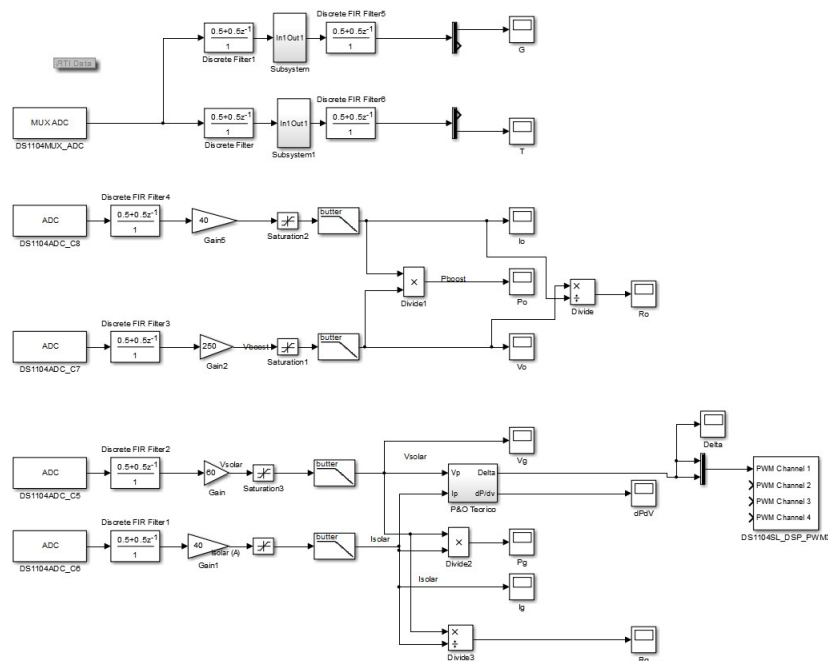 Discrete FIR Filter5
0.5+0.5z-1
1
Discrete Filter1
In1Out1
Subsystem
0.5+0.5z-1
1
G
RTI Data
MUX ADC
DS1104MUX_ADC
Discrete FIR Filter6
0.5+0.5z-1
1
Discrete Filter
In1Out1
Subsystem1
0.5+0.5z-1
1
T
Discrete FIR Filter4
ADC
DS1104ADC_C8
0.5+0.5z-1
1
40
Gain5
Saturation2
butter
Io
Divide1
Pboost
Po
Divide
Ro
Discrete FIR Filter3
ADC
DS1104ADC_C7
0.5+0.5z-1
1
250
Gain2
Vboost
Saturation1
butter
Vo
Discrete FIR Filter2
ADC
DS1104ADC_C5
0.5+0.5z-1
1
60
Gain
Vsolar
Saturation3
butter
Vsolar
Vg
Vp Delta
Ip dP/dv
P&O Teorico
Delta
dPdV
PWM Channel 1
PWM Channel 2
PWM Channel 3
PWM Channel 4
Discrete FIR Filter1
ADC
DS1104ADC_C6
0.5+0.5z-1
1
40
Gain1
Isolar (A)
butter
Isolar
Divide2
Pg
Isolar
Ig
Divide3